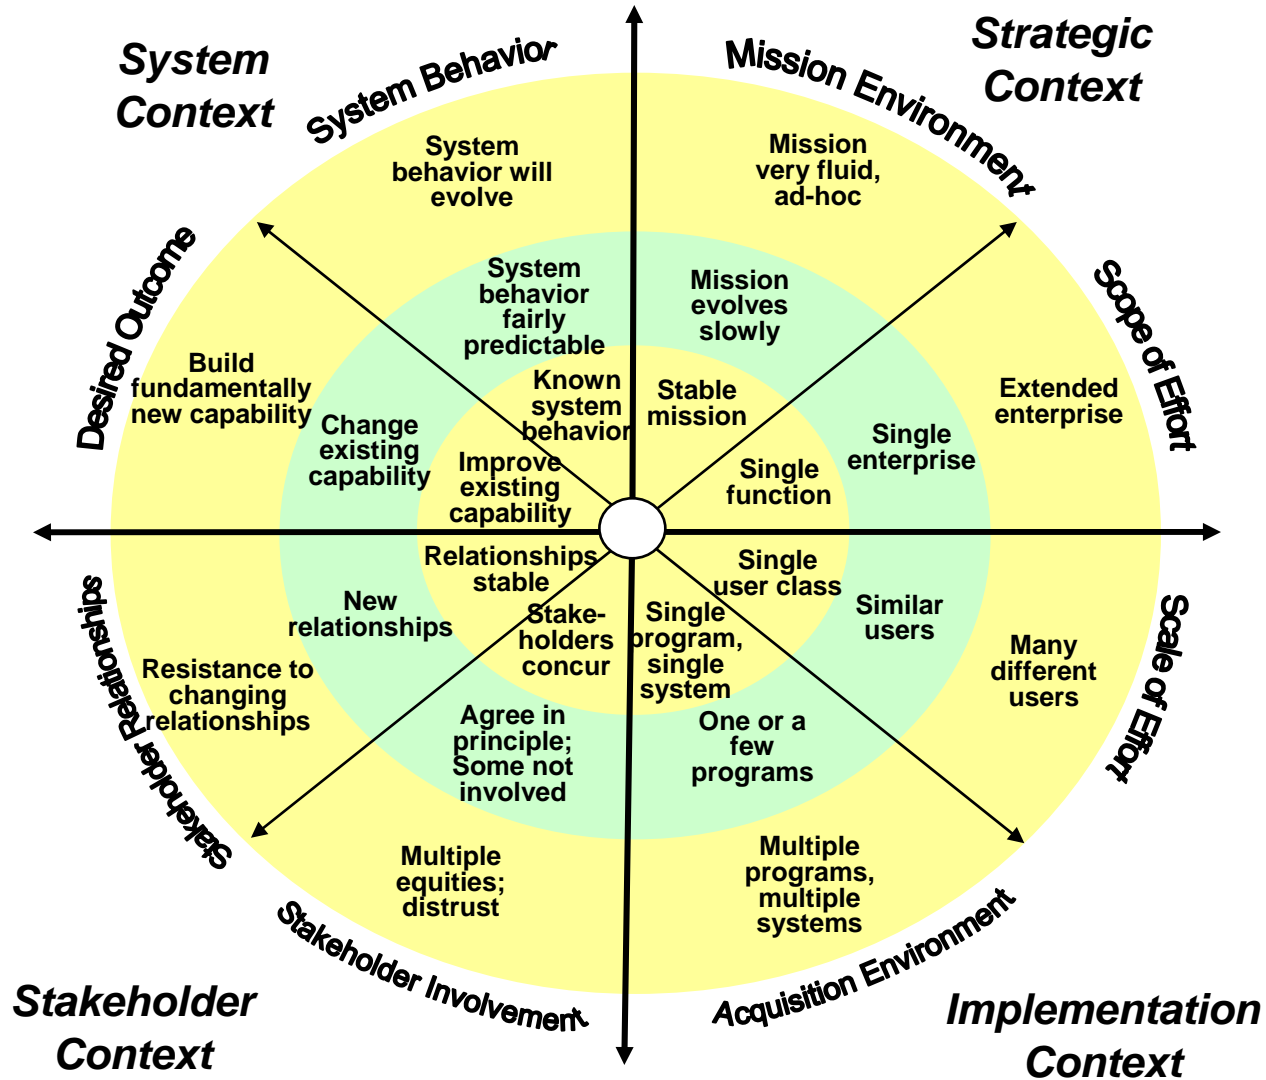 System
Context
System Behavior
Mission Environment
Strategic
Context
System
behavior will
evolve
Mission
very fluid,
ad-hoc
Desired Outcome
Scope of Effort
System
behavior
fairly
predictable
Mission
evolves
slowly
Build
fundamentally
new capability
Known
system
behavior
Stable
mission
Extended
enterprise
Change
existing
capability
Single
enterprise
Improve
existing
capability
Single
function
Relationships
stable
Single
user class
New
relationships
Stake-
holders
concur
Single
program,
single
system
Similar
users
Stakeholder Relationships
Resistance to
changing
relationships
Many
different
users
Scale of Effort
Agree in
principle;
Some not
involved
One or a
few
programs
Multiple
equities;
distrust
Multiple
programs,
multiple
systems
Stakeholder Involvement
Acquisition Environment
Stakeholder
Context
Implementation
Context